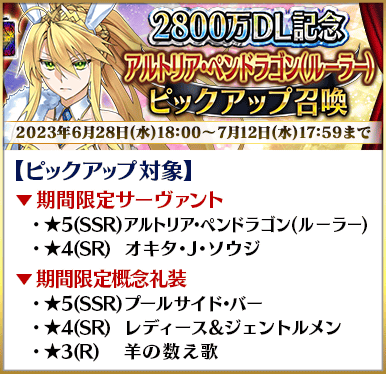 2800万DL記念
アルトリア・ペンドラゴン(ルーラー)
ピックアップ召喚
2023年6月28日(水)18:00～7月12日(水)17:59まで
【ピックアップ対象】
▼期間限定サーヴァント
・★5(SSR)アルトリア・ペンドラゴン(ルーラー)
・★4(SR) オキタ・J・ソウジ
▼期間限定概念礼装
・★5(SSR)プールサイド・バー
・★4(SR) レディース&ジェントルメン
・★3(R) 羊の数え歌